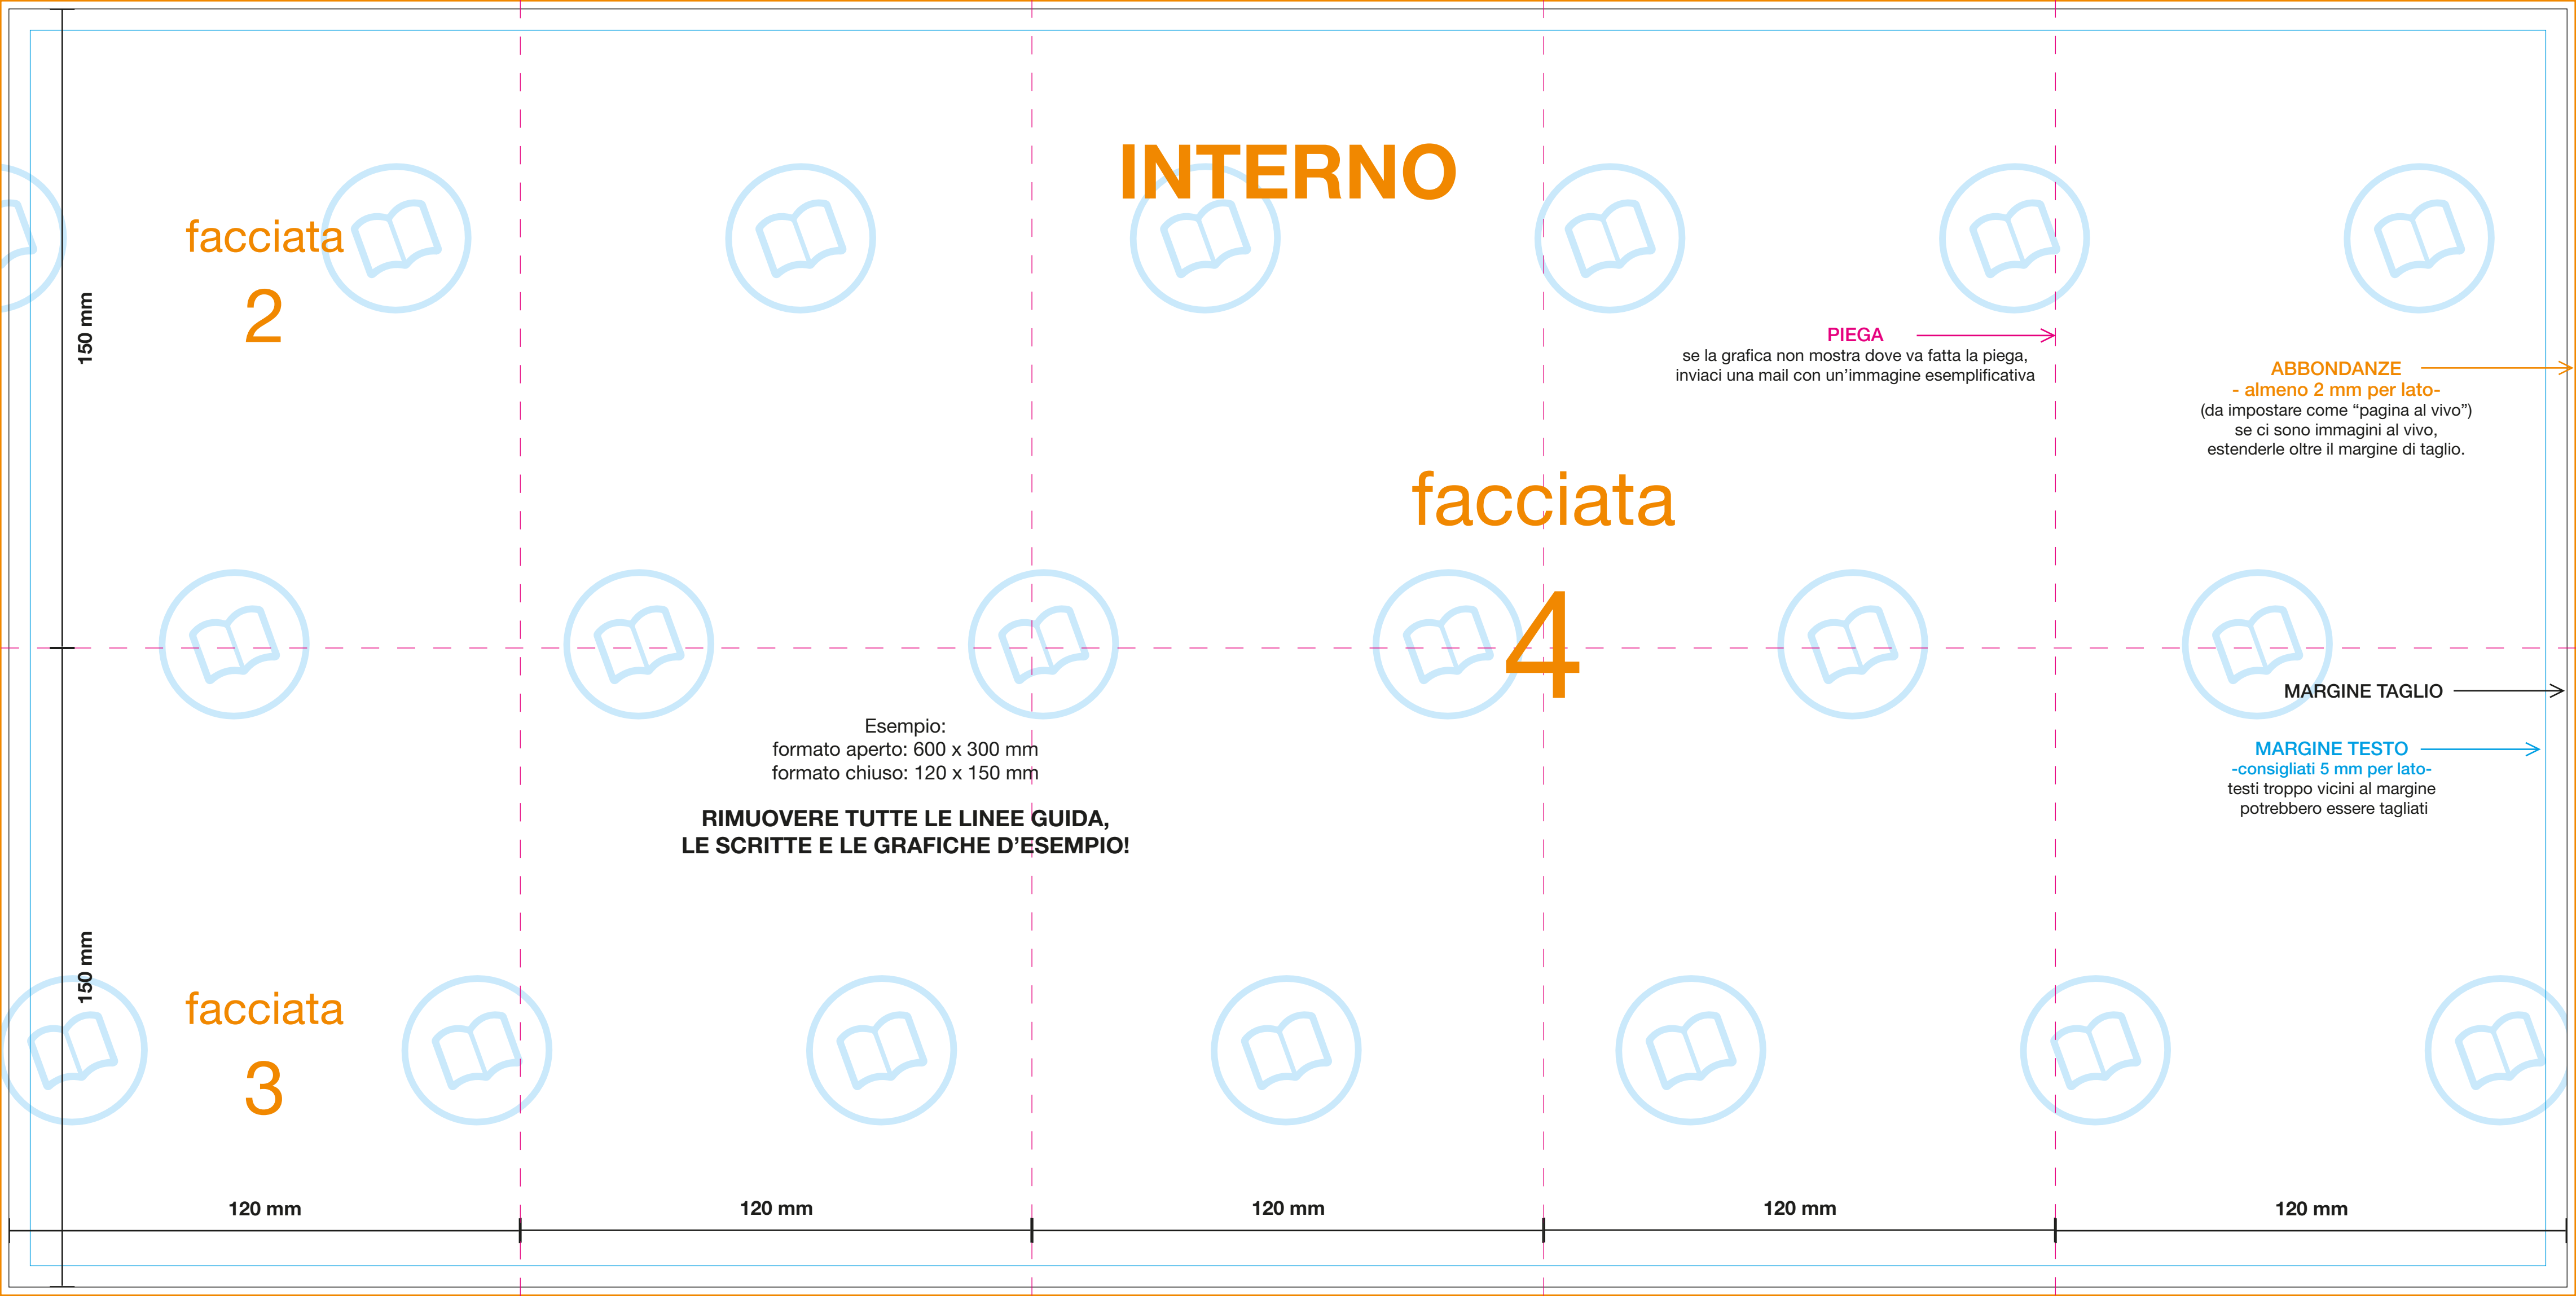 INTERNO
facciata
2
150 mm
PIEGA
se la grafica non mostra dove va fatta la piega,
inviaci una mail con un’immagine esemplificativa
ABBONDANZE
- almeno 2 mm per lato-
(da impostare come “pagina al vivo”)
se ci sono immagini al vivo,
estenderle oltre il margine di taglio.
facciata
4
MARGINE TAGLIO
MARGINE TESTO
-consigliati 5 mm per lato-
testi troppo vicini al margine
potrebbero essere tagliati
Esempio:
formato aperto: 600 x 300 mm
formato chiuso: 120 x 150 mm
RIMUOVERE TUTTE LE LINEE GUIDA,
LE SCRITTE E LE GRAFICHE D’ESEMPIO!
150 mm
facciata
3
120 mm
120 mm
120 mm
120 mm
120 mm